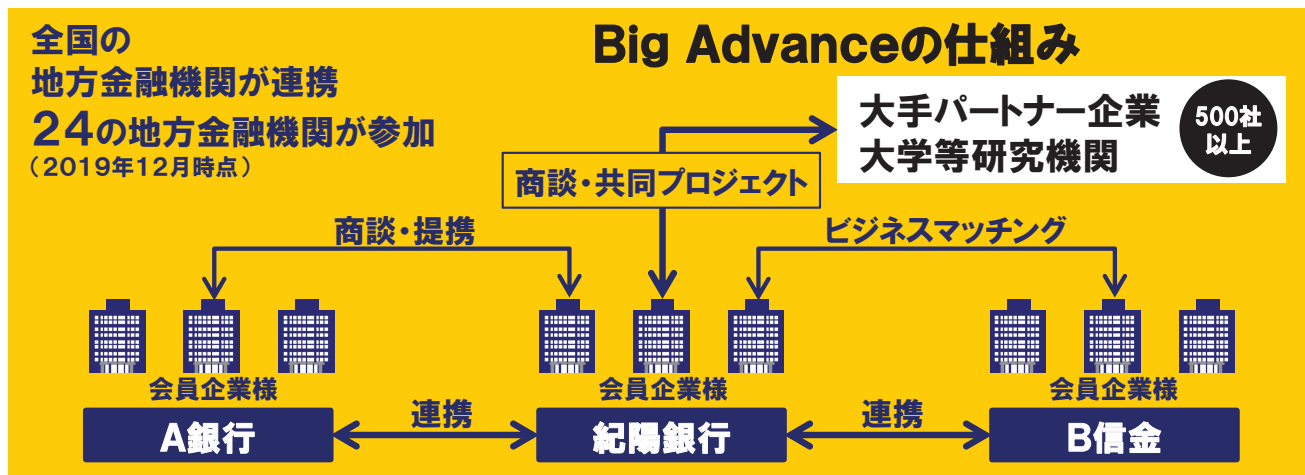 全国の
地方金融機関が連携
24の地方金融機関が参加
（2019年12月時点）
Big Advanceの仕組み
大手パートナー企業
大学等研究機関
500社
以上
商談・共同プロジェクト
商談・提携
ビジネスマッチング
会員企業様
会員企業様
会員企業様
A銀行
連携
紀陽銀行
連携
B信金